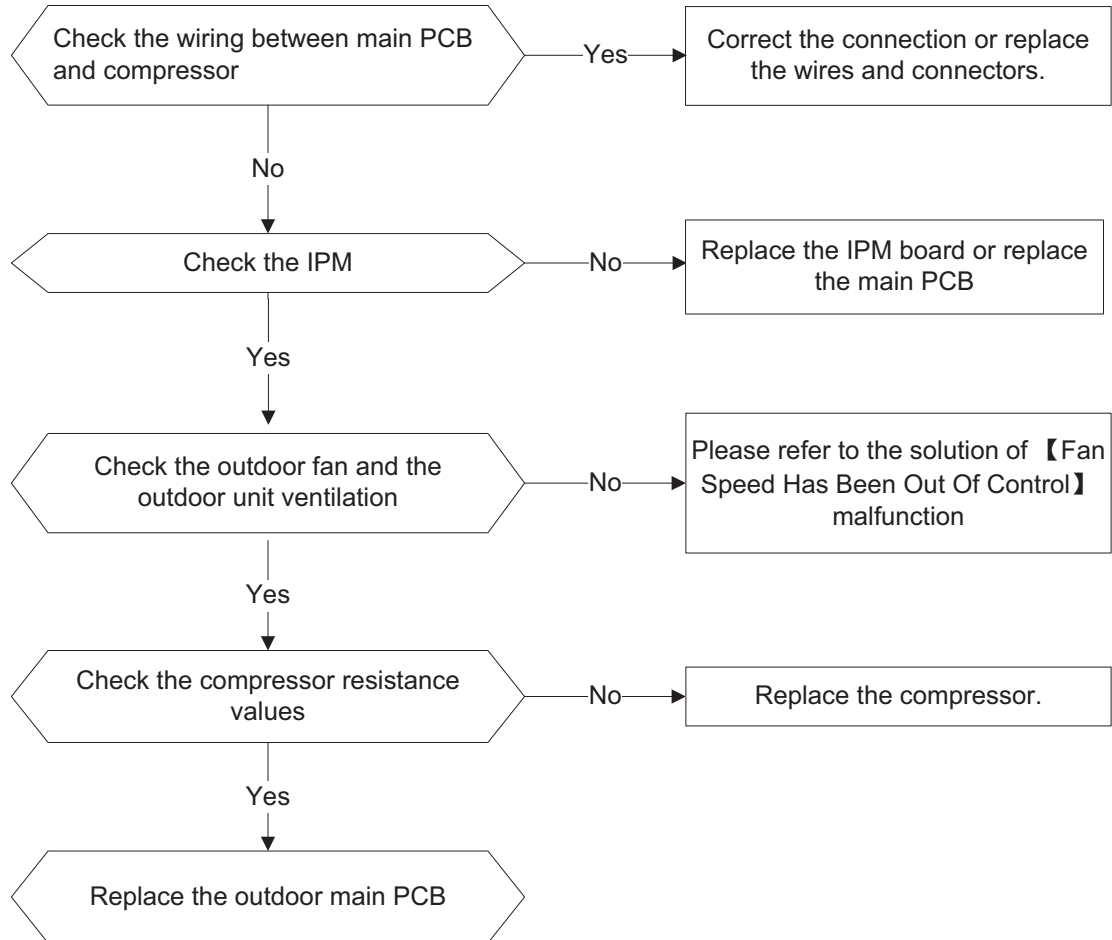 Check the wiring between main PCB
and compressor
Yes
Correct the connection or replace
the wires and connectors.
No
Check the IPM
No
Replace the IPM board or replace
the main PCB
Yes
Check the outdoor fan and the
outdoor unit ventilation
No
Please refer to the solution of 【Fan
Speed Has Been Out Of Control】
malfunction
Yes
Check the compressor resistance
values
No
Replace the compressor.
Yes
Replace the outdoor main PCB